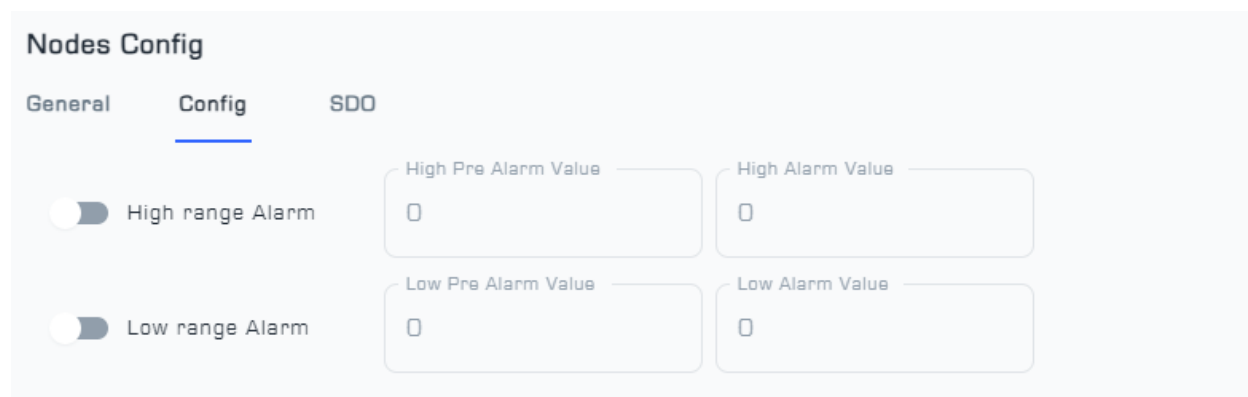 Nodes Config
General Config SDO
High Pre Alarm Value High Alarm Value
High range Alarm 0 0
Low Pre Alarm Value Low Alarm Value
Low range Alarm 0 0